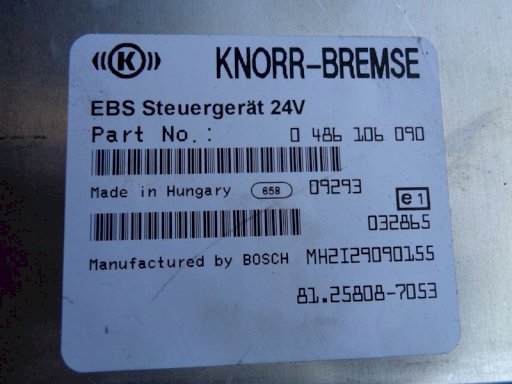 ((K)) KNORR-BREMSE
EBS Steuergerät 24V
Part No.: 0 486 106 090
Made in Hungary 658 09293 e1
032865
Manufactured by BOSCH MH2I29090155
81.25808-7053